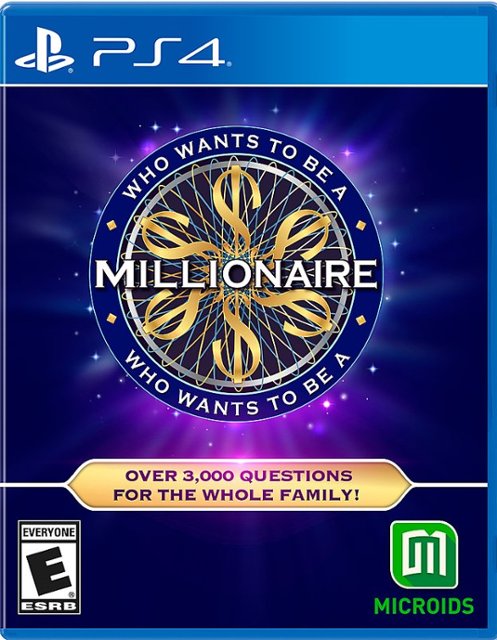 PS4
WHO WANTS TO BE A
MILLIONAIRE
WHO WANTS TO BE A
OVER 3,000 QUESTIONS
FOR THE WHOLE FAMILY!
EVERYONE
E
ESRB
M
MICROIDS